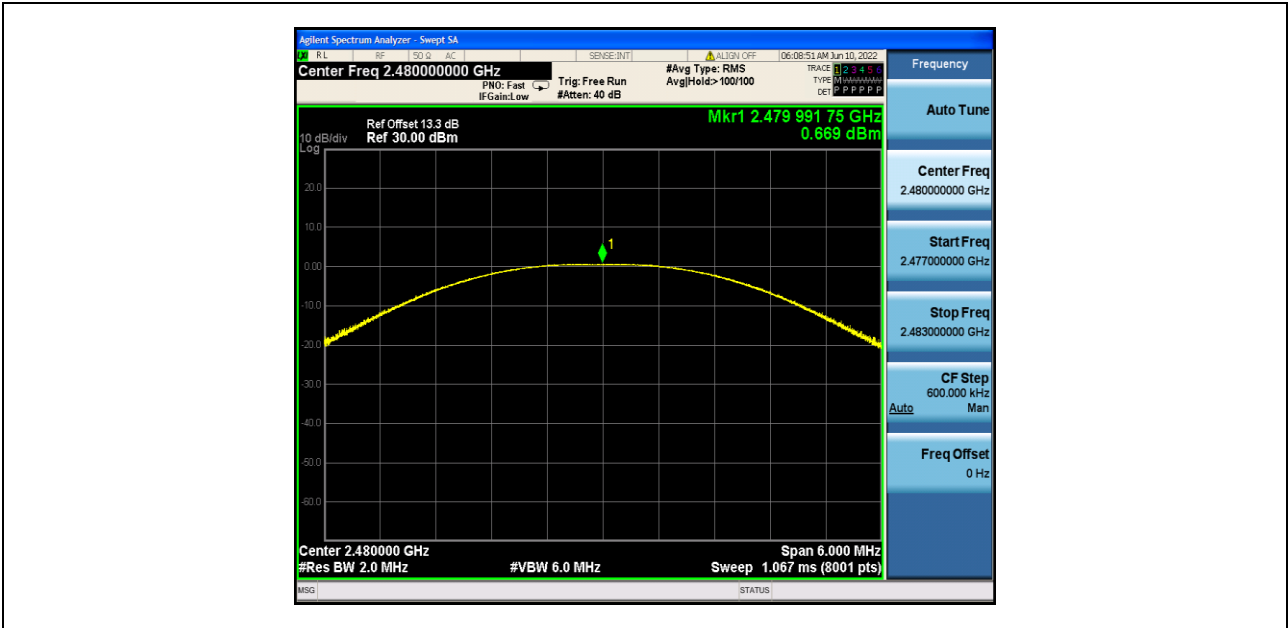 Agilent Spectrum Analyzer - Swept SA
RL RF 50 Ω AC SENSE:INT ALIGN OFF 06:08:51 AM Jun 10, 2022
Center Freq 2.480000000 GHz
PNO: Fast
IFGain:Low
Trig: Free Run
#Atten: 40 dB
#Avg Type: RMS
Avg|Hold:>100/100
TRACE 1 2 3 4 5 6
TYPE M
DET P P P P P P
Mkr1 2.479 991 75 GHz
0.669 dBm
Ref Offset 13.3 dB
10 dB/div Ref 30.00 dBm
Log
20.0
10.0
0.00
-10.0
-20.0
-30.0
-40.0
-50.0
-60.0
1
Center 2.480000 GHz Span 6.000 MHz
#Res BW 2.0 MHz #VBW 6.0 MHz Sweep 1.067 ms (8001 pts)
MSG STATUS
Frequency
Auto Tune
Center Freq
2.480000000 GHz
Start Freq
2.477000000 GHz
Stop Freq
2.483000000 GHz
CF Step
600.000 kHz
Auto Man
Freq Offset
0 Hz